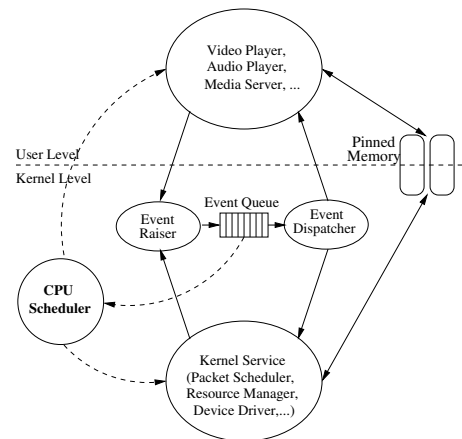 Video Player,
Audio Player,
Media Server, ...
Pinned
Memory
User Level
Kernel Level
Event Queue
Event
Raiser
Event
Dispatcher
CPU
Scheduler
Kernel Service
(Packet Scheduler,
Resource Manager,
Device Driver,...)